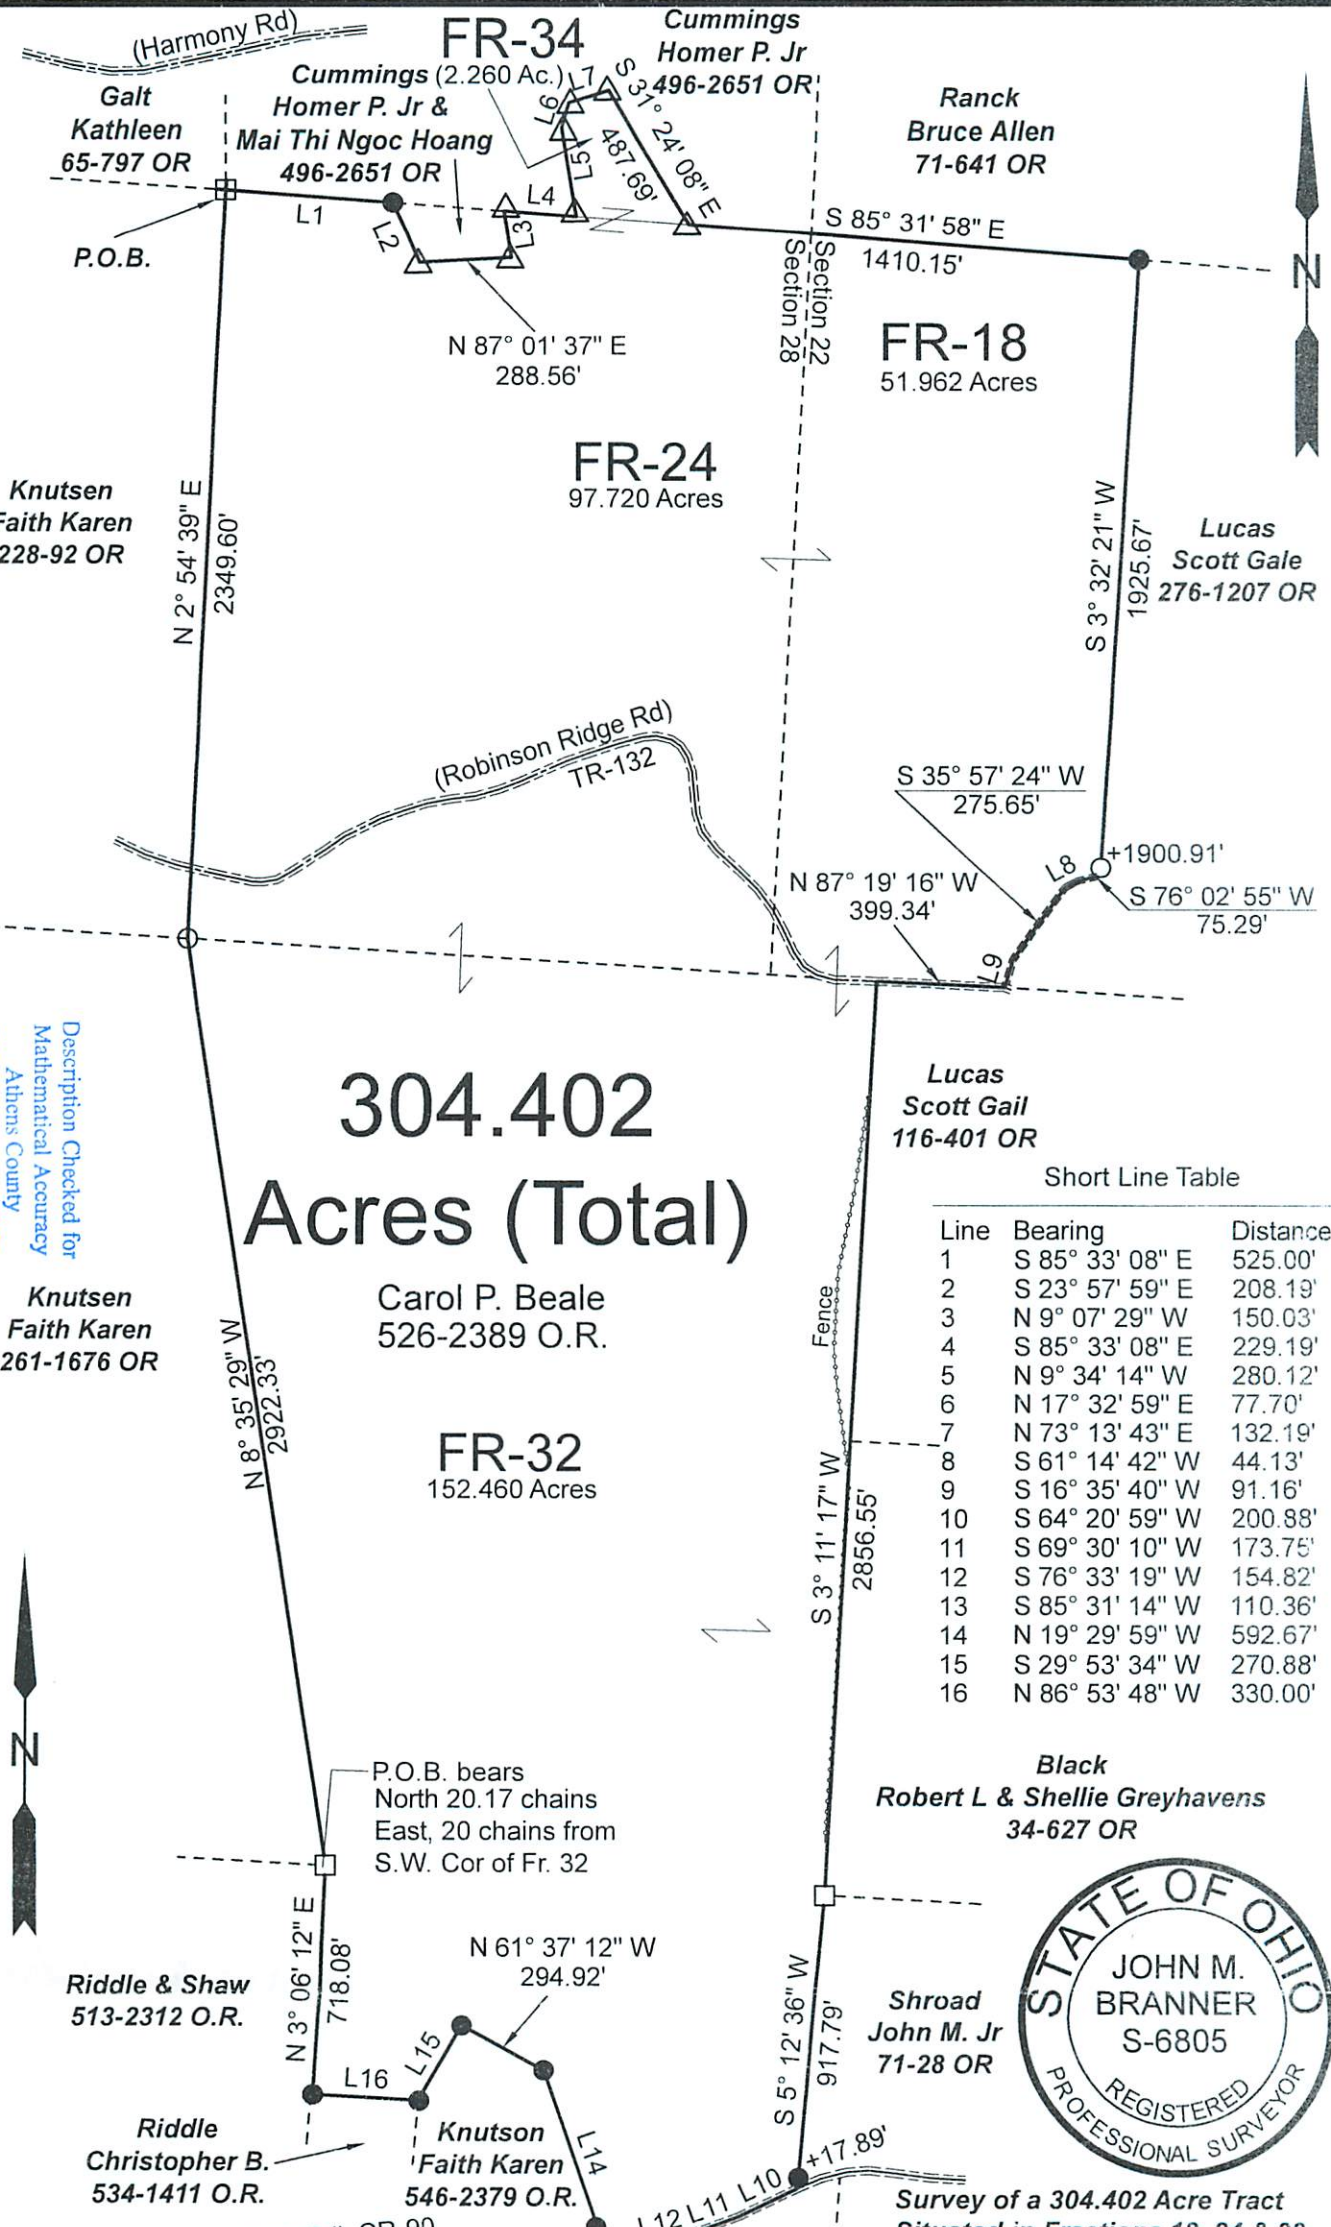 (Harmony Rd)
FR-34
(2.260 Ac.)
Cummings
Homer P. Jr
496-2651 OR
Galt
Kathleen
65-797 OR
Cummings
Homer P. Jr &
Mai Thi Ngoc Hoang
496-2651 OR
L7
L6
L5
S 31° 24' 08" E
487.69'
Ranck
Bruce Allen
71-641 OR
P.O.B.
L1
L2
L3
L4
S 85° 31' 58" E
1410.15'
Section 28
Section 22
N
N 87° 01' 37" E
288.56'
FR-18
51.962 Acres
FR-24
97.720 Acres
Knutsen
Faith Karen
228-92 OR
N 2° 54' 39" E
2349.60'
S 3° 32' 21" W
1925.67'
Lucas
Scott Gale
276-1207 OR
(Robinson Ridge Rd)
TR-132
S 35° 57' 24" W
275.65'
L8
+1900.91'
S 76° 02' 55" W
75.29'
N 87° 19' 16" W
399.34'
L9
Description Checked for
Mathematical Accuracy
Athens County
304.402
Acres (Total)
Carol P. Beale
526-2389 O.R.
Lucas
Scott Gail
116-401 OR
Fence
Short Line Table
Line Bearing Distance
1 S 85° 33' 08" E 525.00'
2 S 23° 57' 59" E 208.19'
3 N 9° 07' 29" W 150.03'
4 S 85° 33' 08" E 229.19'
5 N 9° 34' 14" W 280.12'
6 N 17° 32' 59" E 77.70'
7 N 73° 13' 43" E 132.19'
8 S 61° 14' 42" W 44.13'
9 S 16° 35' 40" W 91.16'
10 S 64° 20' 59" W 200.88'
11 S 69° 30' 10" W 173.75'
12 S 76° 33' 19" W 154.82'
13 S 85° 31' 14" W 110.36'
14 N 19° 29' 59" W 592.67'
15 S 29° 53' 34" W 270.88'
16 N 86° 53' 48" W 330.00'
Knutsen
Faith Karen
261-1676 OR
N 8° 35' 29" W
2922.33'
FR-32
152.460 Acres
S 3° 11' 17" W
2856.55'
N
P.O.B. bears
North 20.17 chains
East, 20 chains from
S.W. Cor of Fr. 32
Black
Robert L & Shellie Greyhavens
34-627 OR
STATE OF OHIO
JOHN M.
BRANNER
S-6805
REGISTERED
PROFESSIONAL SURVEYOR
Riddle & Shaw
513-2312 O.R.
N 3° 06' 12" E
718.08'
N 61° 37' 12" W
294.92'
L15
L16
S 5° 12' 36" W
917.79'
Shroad
John M. Jr
71-28 OR
Riddle
Christopher B.
534-1411 O.R.
Knutson
Faith Karen
546-2379 O.R.
L14
+17.89'
L12 L11 L10
Survey of a 304.402 Acre Tract